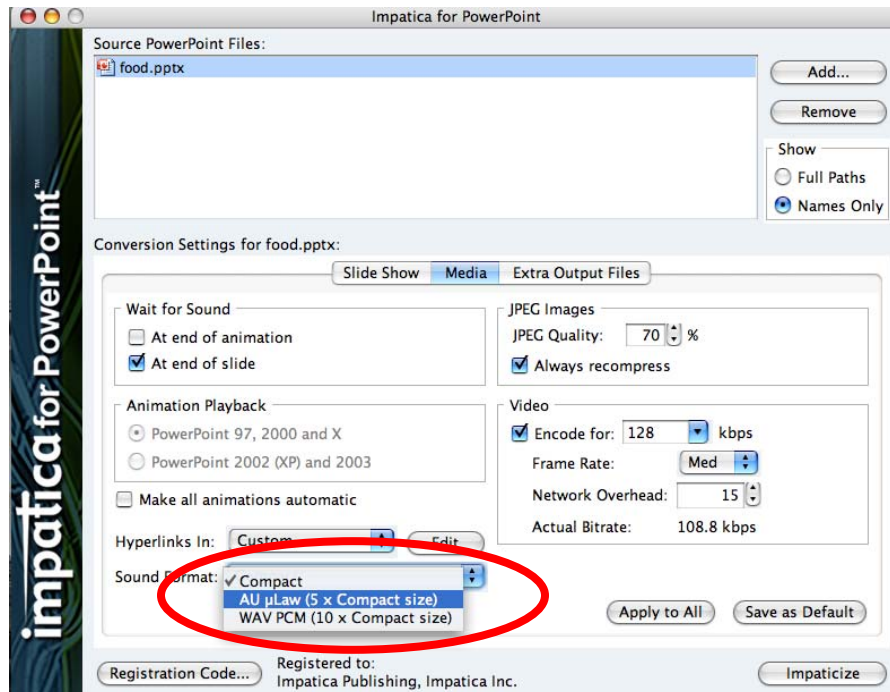 Impatica for PowerPoint
impatica for PowerPoint™
Source PowerPoint Files:
food.pptx
Add...
Remove
Show
Full Paths
Names Only
Conversion Settings for food.pptx:
Slide Show Media Extra Output Files
Wait for Sound
At end of animation
At end of slide
Animation Playback
PowerPoint 97, 2000 and X
PowerPoint 2002 (XP) and 2003
Make all animations automatic
Hyperlinks In: Custom Edit
Sound Format: ✓ Compact
AU µLaw (5 x Compact size)
WAV PCM (10 x Compact size)
JPEG Images
JPEG Quality: 70 %
Always recompress
Video
Encode for: 128 kbps
Frame Rate: Med
Network Overhead: 15
Actual Bitrate: 108.8 kbps
Apply to All Save as Default
Registration Code...
Registered to:
Impatica Publishing, Impatica Inc.
Impaticize